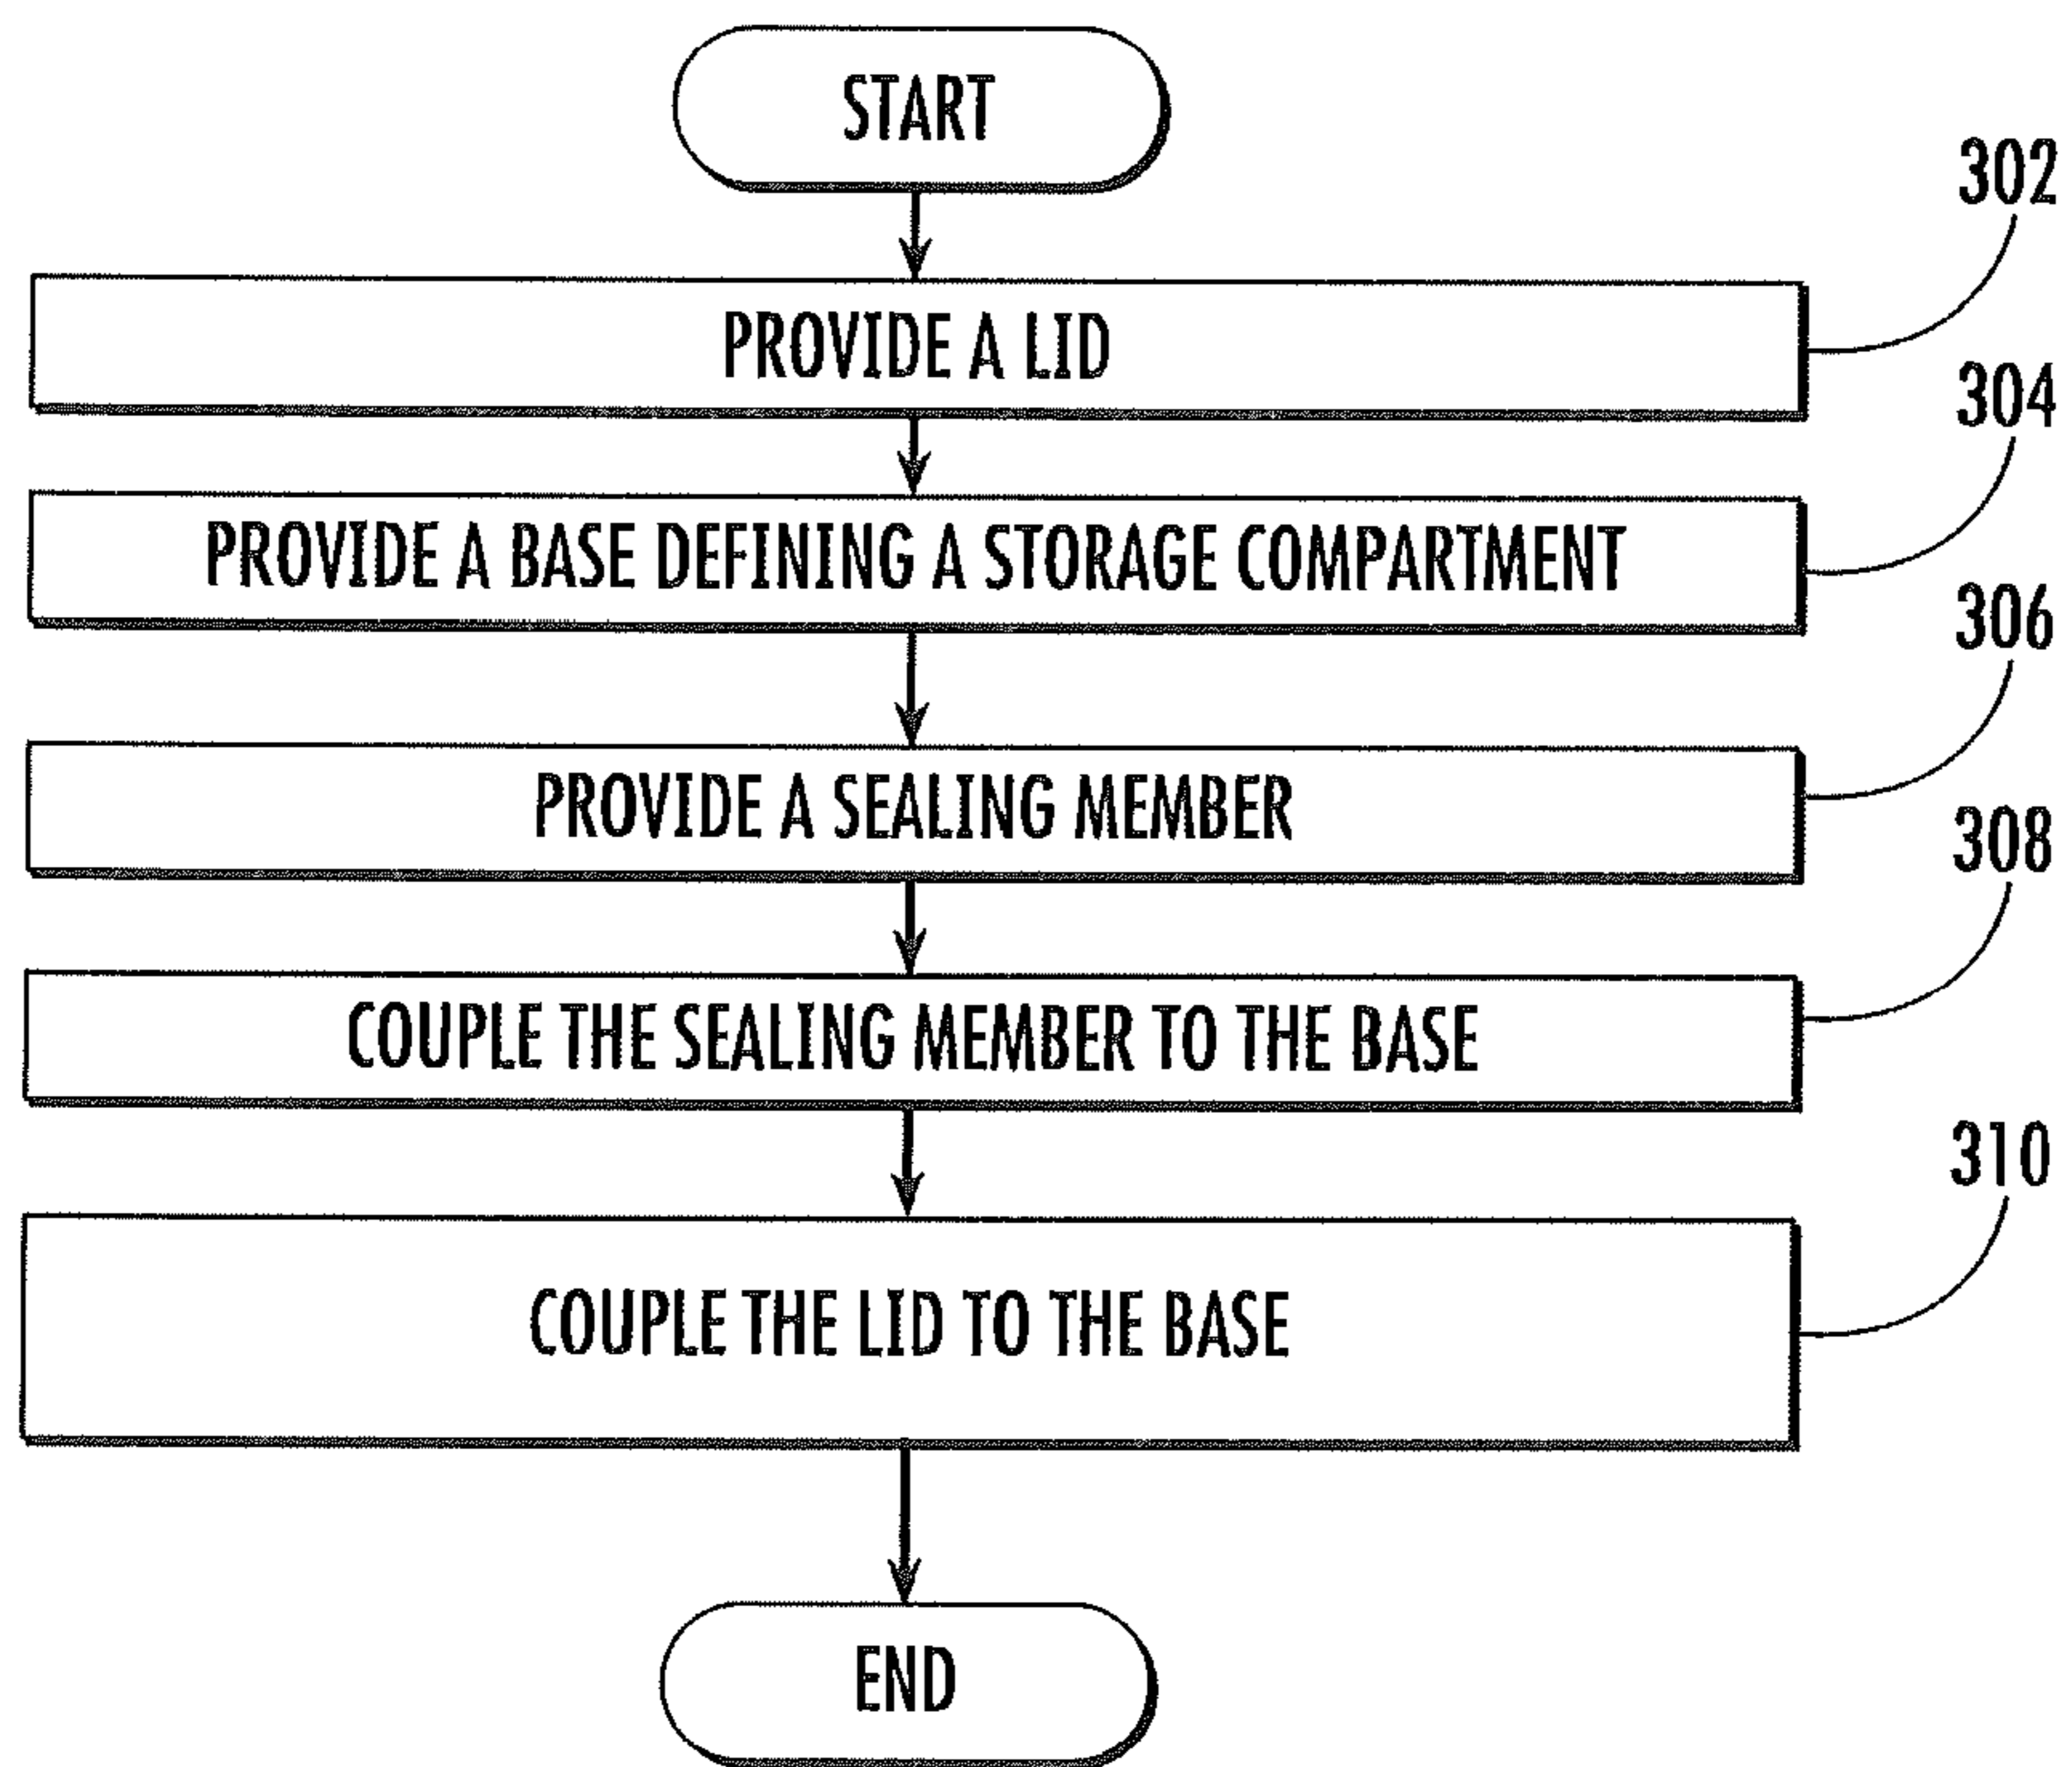 START
302
PROVIDE A LID
304
PROVIDE A BASE DEFINING A STORAGE COMPARTMENT
306
PROVIDE A SEALING MEMBER
308
COUPLE THE SEALING MEMBER TO THE BASE
310
COUPLE THE LID TO THE BASE
END